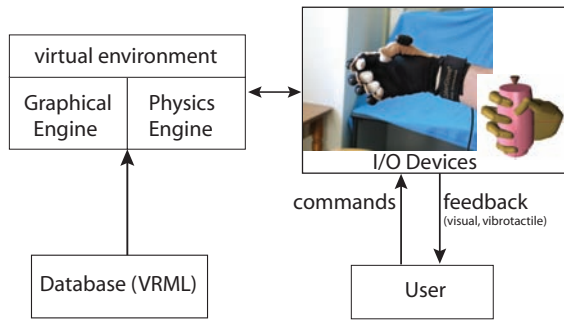 virtual environment
Graphical
Engine
Physics
Engine
I/O Devices
commands
feedback
(visual, vibrotactile)
Database (VRML)
User